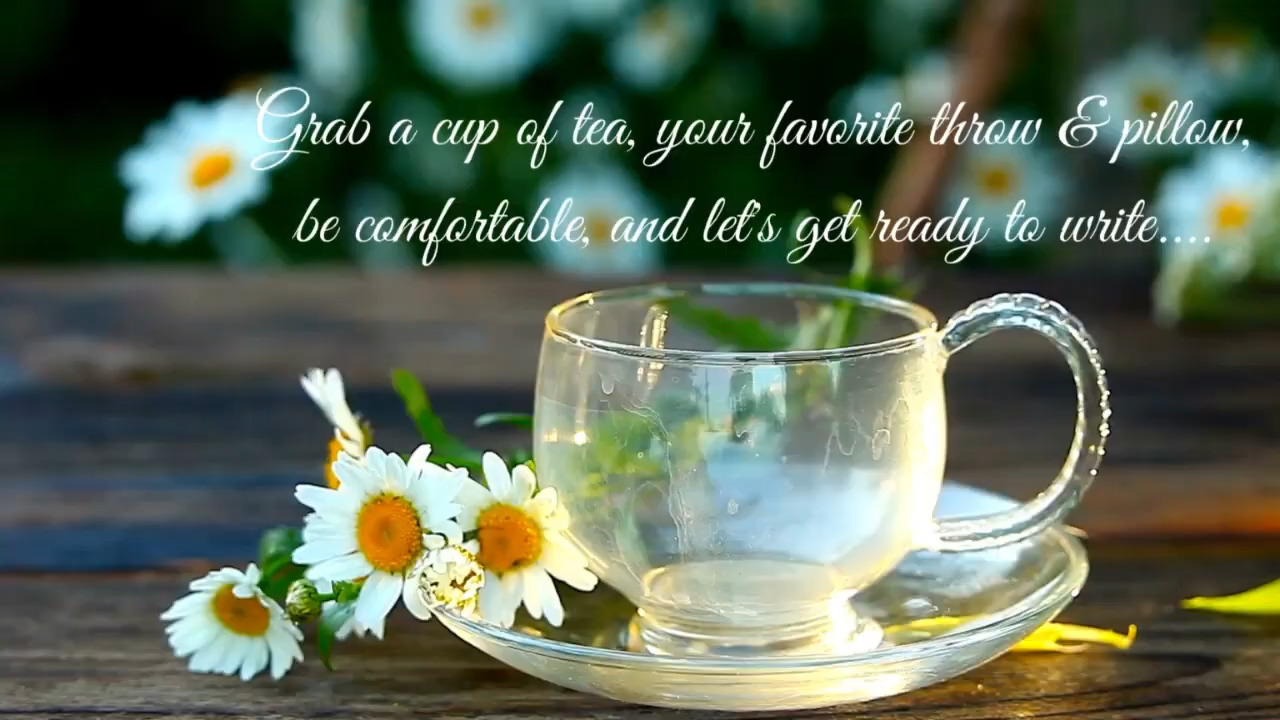 Grab a cup of tea, your favorite throw & pillow,
be comfortable, and let's get ready to write....